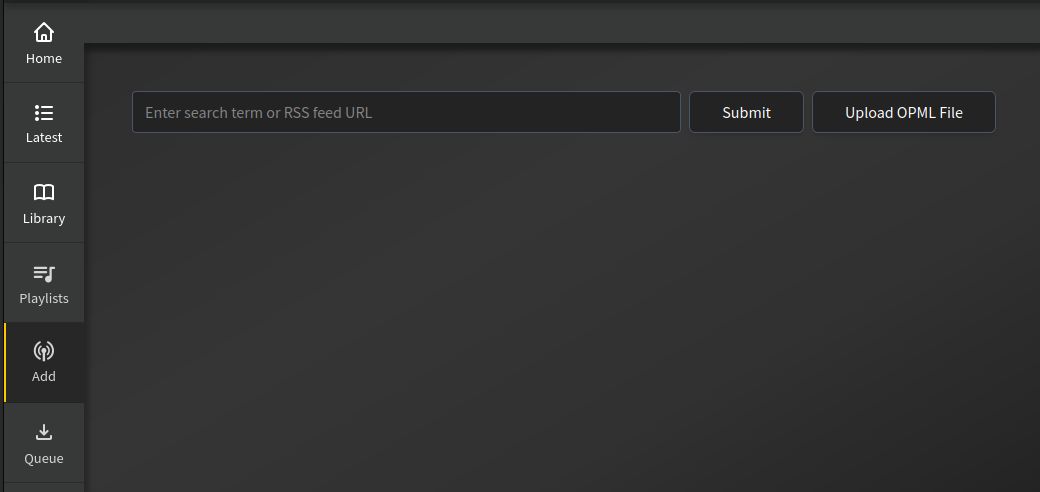 Home
Latest
Library
Playlists
Add
Queue
Enter search term or RSS feed URL
Submit
Upload OPML File